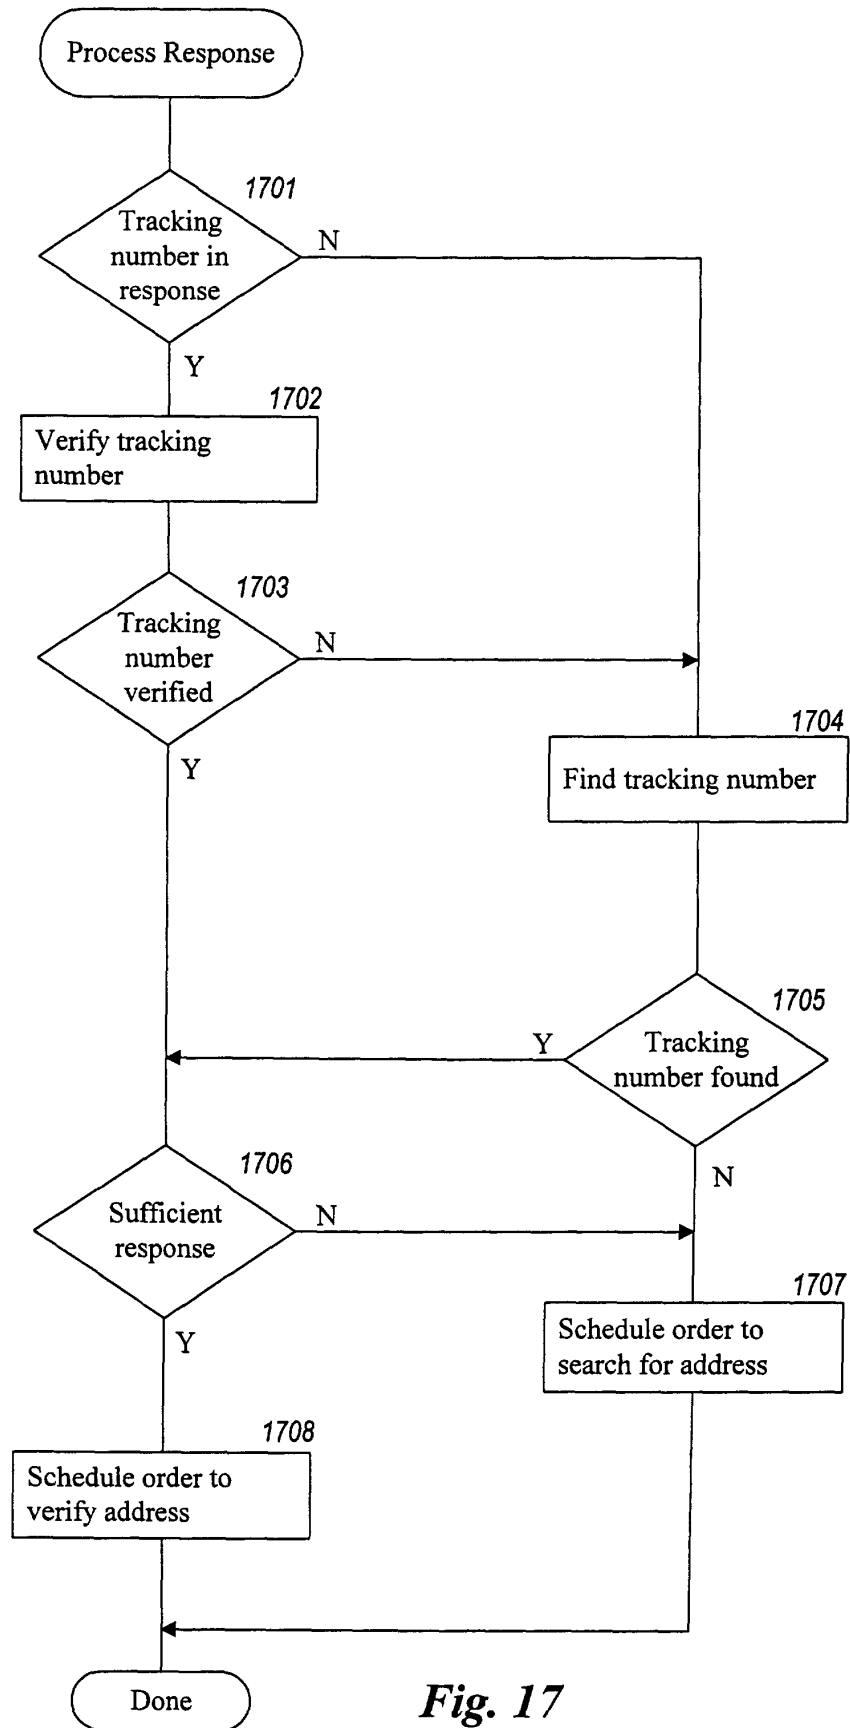 Process Response
1701
Tracking
number in
response
N
Y
1702
Verify tracking
number
1703
Tracking
number
verified
N
Y
1704
Find tracking number
1705
Tracking
number found
Y
N
1706
Sufficient
response
N
Y
1707
Schedule order to
search for address
1708
Schedule order to
verify address
Done
Fig. 17